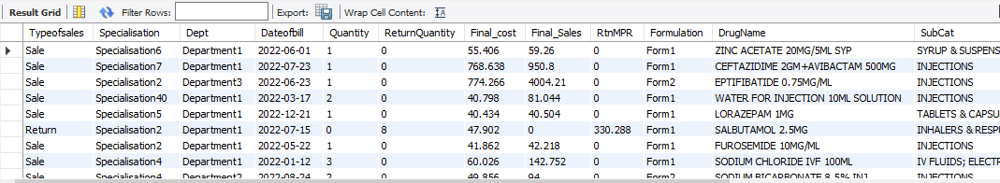 Result Grid Filter Rows: Export: Wrap Cell Content:
Typeofsales Specialisation Dept Dateofbill Quantity ReturnQuantity Final_cost Final_Sales RtnMPR Formulation DrugName SubCat
Sale Specialisation6 Department1 2022-06-01 1 0 55.406 59.26 0 Form1 ZINC ACETATE 20MG/5ML SYP SYRUP & SUSPENS
Sale Specialisation7 Department1 2022-07-23 1 0 768.638 950.8 0 Form1 CEFTAZIDIME 2GM+AVIBACTAM 500MG INJECTIONS
Sale Specialisation2 Department3 2022-06-23 1 0 774.266 4004.21 0 Form2 EPTIFIBATIDE 0.75MG/ML INJECTIONS
Sale Specialisation40 Department1 2022-03-17 2 0 40.798 81.044 0 Form1 WATER FOR INJECTION 10ML SOLUTION INJECTIONS
Sale Specialisation5 Department1 2022-12-21 1 0 40.434 40.504 0 Form1 LORAZEPAM 1MG TABLETS & CAPSU
Return Specialisation2 Department1 2022-07-15 0 8 47.902 0 330.288 Form1 SALBUTAMOL 2.5MG INHALERS & RESPU
Sale Specialisation2 Department1 2022-05-22 1 0 41.862 42.218 0 Form1 FUROSEMIDE 10MG/ML INJECTIONS
Sale Specialisation4 Department1 2022-01-12 3 0 60.026 142.752 0 Form1 SODIUM CHLORIDE IVF 100ML IV FLUIDS; ELECTR
Sale Specialisation4 Department1 2022-08-24 2 0 49.856 94 0 Form2 SODIUM BICARBONATE 8.5% INJ INJECTIONS